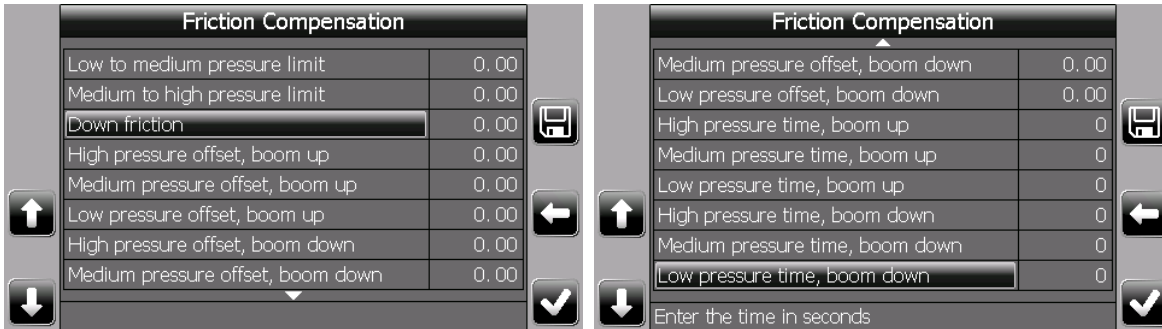 Friction Compensation
Low to medium pressure limit 0.00
Medium to high pressure limit 0.00
Down friction 0.00
High pressure offset, boom up 0.00
Medium pressure offset, boom up 0.00
Low pressure offset, boom up 0.00
High pressure offset, boom down 0.00
Medium pressure offset, boom down 0.00
Friction Compensation
Medium pressure offset, boom down 0.00
Low pressure offset, boom down 0.00
High pressure time, boom up 0
Medium pressure time, boom up 0
Low pressure time, boom up 0
High pressure time, boom down 0
Medium pressure time, boom down 0
Low pressure time, boom down 0
Enter the time in seconds